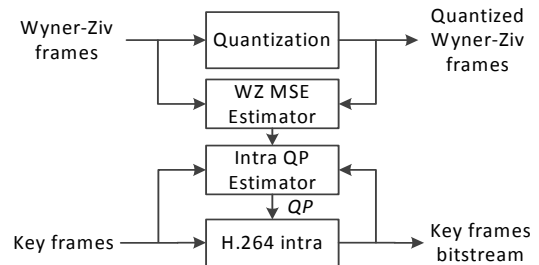 Wyner-Ziv
frames
Quantization
Quantized
Wyner-Ziv
frames
WZ MSE
Estimator
Intra QP
Estimator
QP
Key frames
H.264 intra
Key frames
bitstream